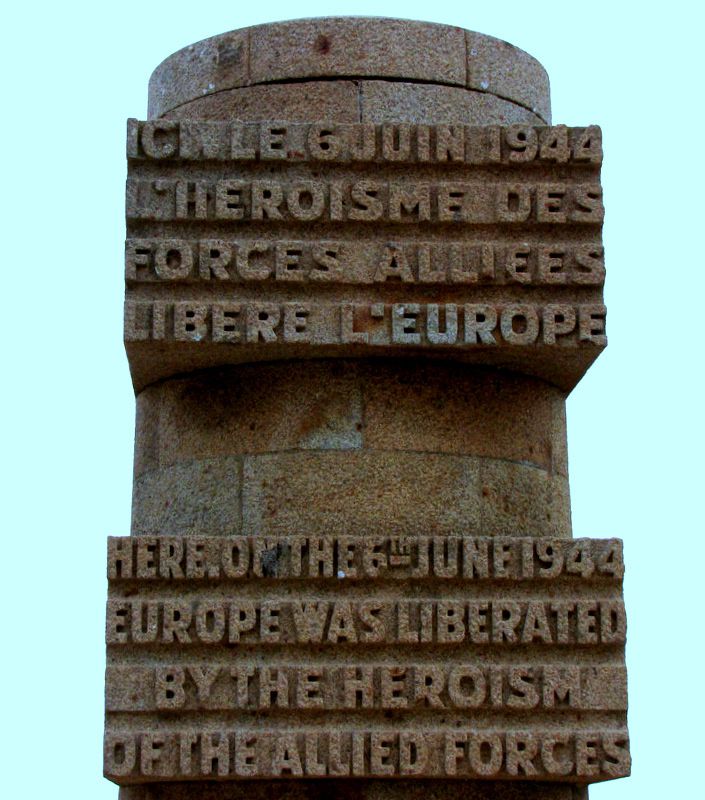 ICI. LE 6 JUIN 1944
L'HEROISME DES
FORCES ALLIEES
LIBERE L'EUROPE
HERE.ON THE 6th JUNE 1944
EUROPE WAS LIBERATED
BY THE HEROISM
OF THE ALLIED FORCES